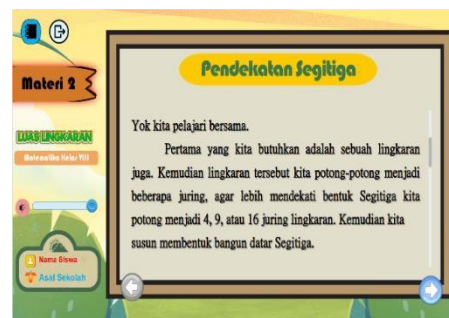 Materi 2
LUAS LINGKARAN
Matematika Kelas VIII
Nama Siswa
Asal Sekolah
Pendekatan Segitiga
Yok kita pelajari bersama.
Pertama yang kita butuhkan adalah sebuah lingkaran
juga. Kemudian lingkaran tersebut kita potong-potong menjadi
beberapa juring, agar lebih mendekati bentuk Segitiga kita
potong menjadi 4, 9, atau 16 juring lingkaran. Kemudian kita
susun membentuk bangun datar Segitiga.